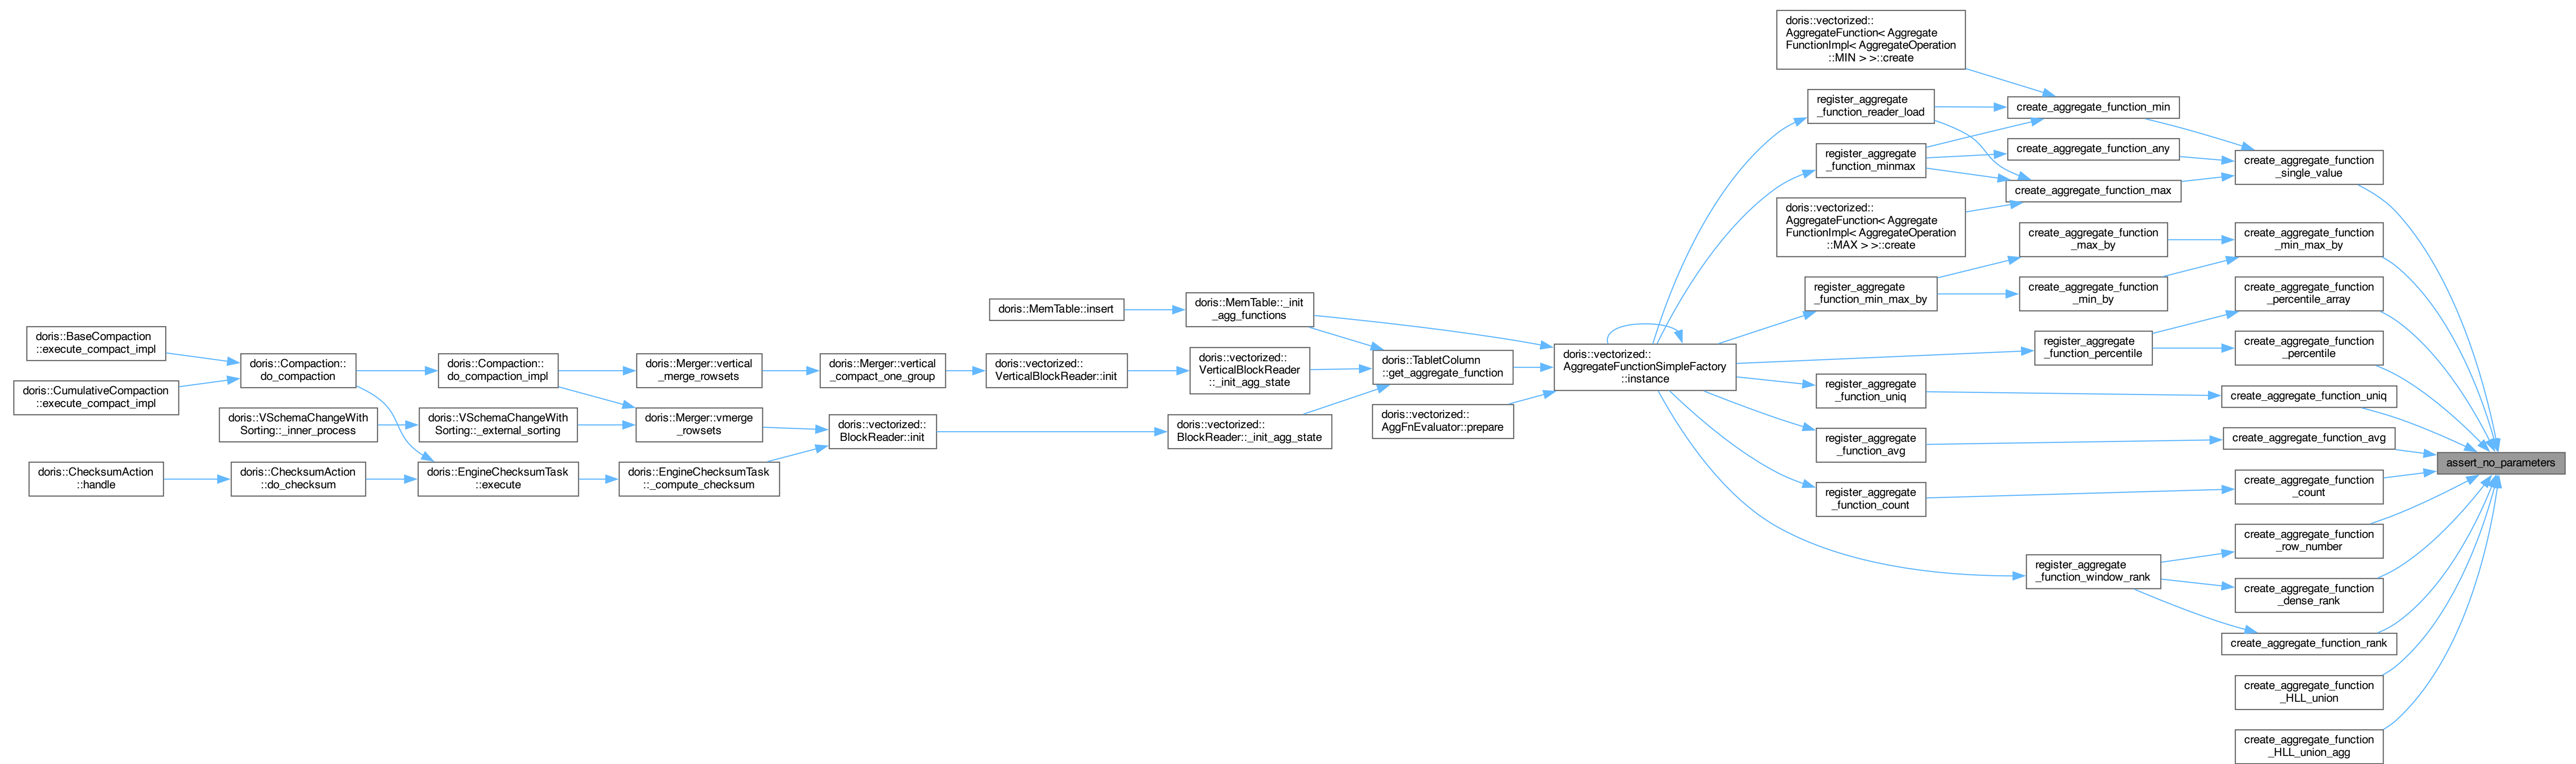 doris::vectorized::
AggregateFunction< Aggregate
FunctionImpl< AggregateOperation
::MIN > >::create
register_aggregate
_function_reader_load
create_aggregate_function_min
register_aggregate
_function_minmax
create_aggregate_function_any
create_aggregate_function
_single_value
create_aggregate_function_max
doris::vectorized::
AggregateFunction< Aggregate
FunctionImpl< AggregateOperation
::MAX > >::create
create_aggregate_function
_max_by
create_aggregate_function
_min_max_by
register_aggregate
_function_min_max_by
create_aggregate_function
_min_by
create_aggregate_function
_percentile_array
doris::MemTable::insert
doris::MemTable::_init
_agg_functions
register_aggregate
_function_percentile
create_aggregate_function
_percentile
doris::BaseCompaction
::execute_compact_impl
doris::CumulativeCompaction
::execute_compact_impl
doris::Compaction::
do_compaction
doris::Compaction::
do_compaction_impl
doris::Merger::vertical
_merge_rowsets
doris::Merger::vertical
_compact_one_group
doris::vectorized::
VerticalBlockReader::init
doris::vectorized::
VerticalBlockReader
::_init_agg_state
doris::TabletColumn
::get_aggregate_function
doris::vectorized::
AggregateFunctionSimpleFactory
::instance
register_aggregate
_function_uniq
create_aggregate_function_uniq
doris::VSchemaChangeWith
Sorting::_inner_process
doris::VSchemaChangeWith
Sorting::_external_sorting
doris::Merger::vmerge
_rowsets
doris::vectorized::
BlockReader::init
doris::vectorized::
BlockReader::_init_agg_state
doris::vectorized::
AggFnEvaluator::prepare
register_aggregate
_function_avg
create_aggregate_function_avg
assert_no_parameters
doris::ChecksumAction
::handle
doris::ChecksumAction
::do_checksum
doris::EngineChecksumTask
::execute
doris::EngineChecksumTask
::_compute_checksum
register_aggregate
_function_count
create_aggregate_function
_count
create_aggregate_function
_row_number
register_aggregate
_function_window_rank
create_aggregate_function
_dense_rank
create_aggregate_function_rank
create_aggregate_function
_HLL_union
create_aggregate_function
_HLL_union_agg